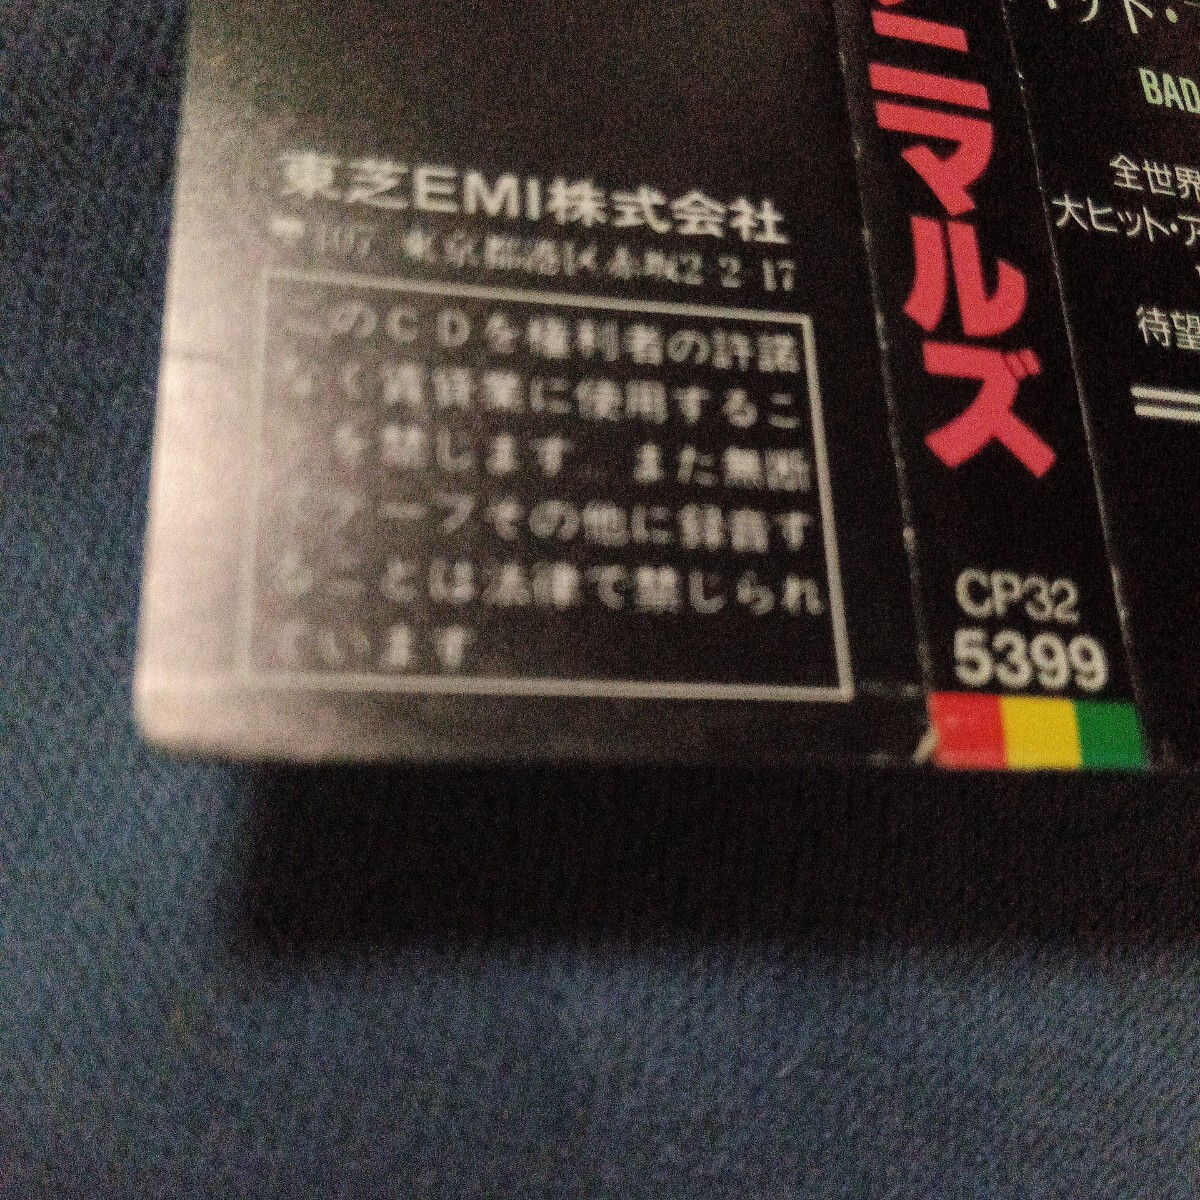 東芝EMI株式会社
〒107 東京都港区赤坂2-2-17
このCDを権利者の許諾
なく賃貸業に使用するこ
とを禁じます また無断
でテープその他に録音す
ることは法律で禁じられ
ています
ニマルズ
CP32
5399
BAD
全世界
大ヒット・ア
待望